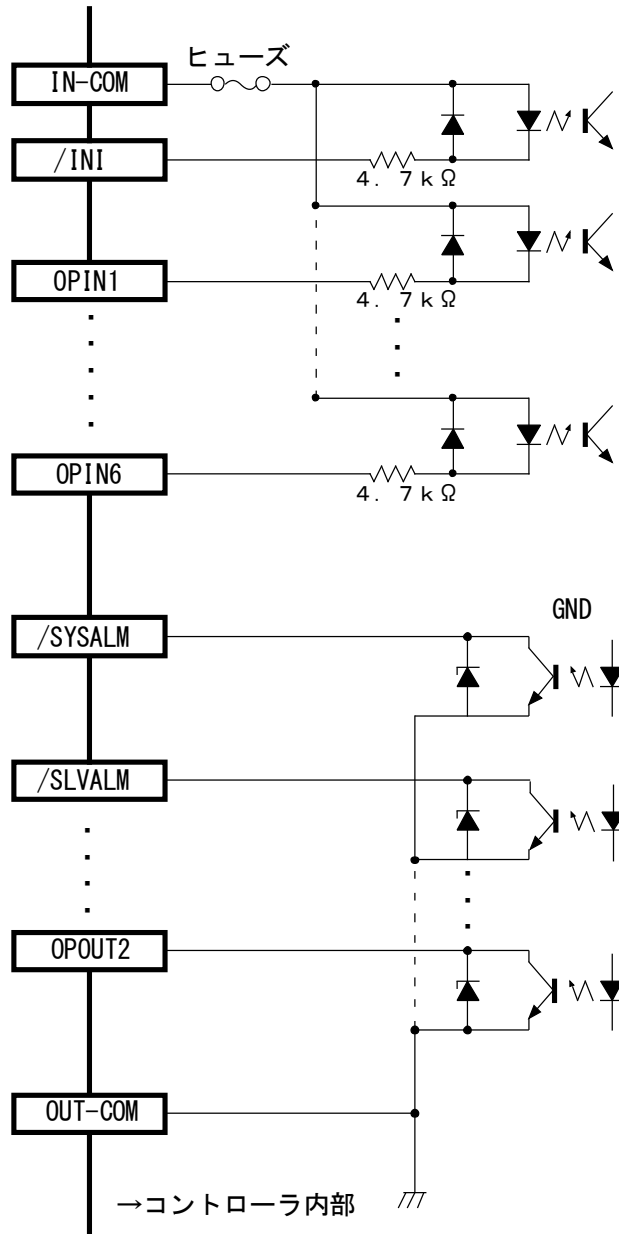 ヒューズ
IN-COM
/INI
4. 7kΩ
OPIN1
4. 7kΩ
OPIN6
4. 7kΩ
GND
/SYSALM
/SLVALM
OPOUT2
OUT-COM
→コントローラ内部